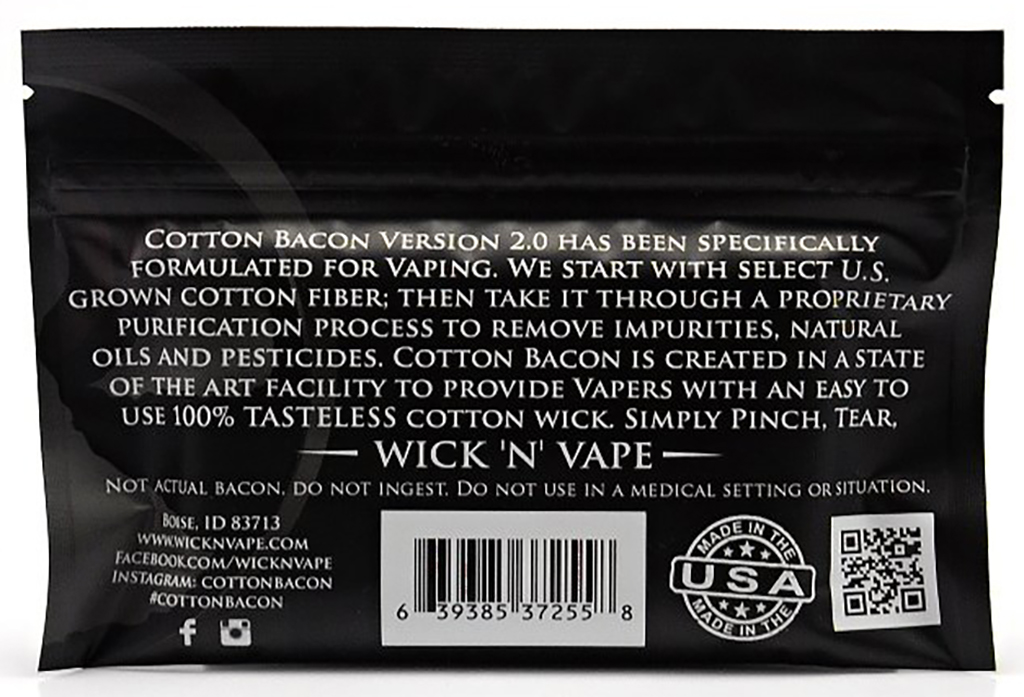 COTTON BACON VERSION 2.0 HAS BEEN SPECIFICALLY
FORMULATED FOR VAPING. WE START WITH SELECT U.S.
GROWN COTTON FIBER; THEN TAKE IT THROUGH A PROPRIETARY
PURIFICATION PROCESS TO REMOVE IMPURITIES, NATURAL
OILS AND PESTICIDES. COTTON BACON IS CREATED IN A STATE
OF THE ART FACILITY TO PROVIDE VAPERS WITH AN EASY TO
USE 100% TASTELESS COTTON WICK. SIMPLY PINCH, TEAR,
WICK 'N' VAPE
NOT ACTUAL BACON. DO NOT INGEST. DO NOT USE IN A MEDICAL SETTING OR SITUATION.
BOISE, ID 83713
WWW.WICKNVAPE.COM
FACEBOOK.COM/WICKNVAPE
INSTAGRAM: COTTONBACON
#COTTONBACON
6 39385 37255 8
MADE IN THE
USA
MADE IN THE